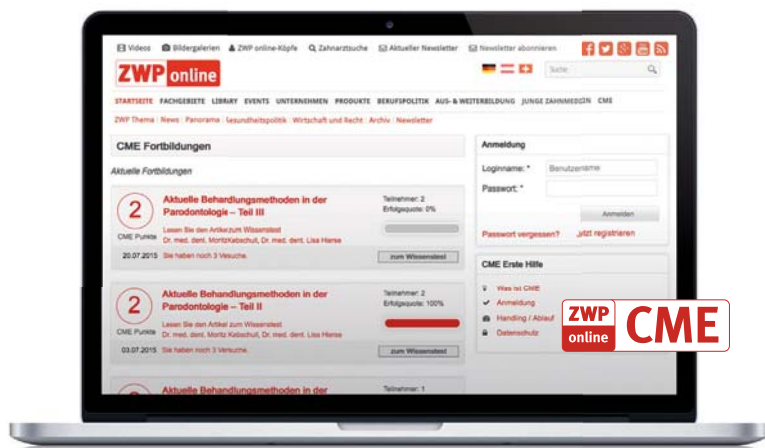 Videos Bildergalerien ZWP online-Köpfe Zahnarztsuche Aktueller Newsletter Newsletter abonnieren
ZWP online
Suche
STARTSEITE FACHGEBIETE LIBRARY EVENTS UNTERNEHMEN PRODUKTE BERUFSPOLITIK AUS- & WEITERBILDUNG JUNGE ZAHNMEDIZIN CME
ZWP Thema News Panorama Gesundheitspolitik Wirtschaft und Recht Archiv Newsletter
CME Fortbildungen
Aktuelle Fortbildungen
2
CME Punkte
Aktuelle Behandlungsmethoden in der
Parodontologie – Teil III
Lesen Sie den Artikel zum Wissenstest
Dr. med. dent. Moritz Kebschull, Dr. med. dent. Lisa Hierse
Teilnehmer: 2
Erfolgsquote: 0%
20.07.2015 Sie haben noch 3 Vesuche.
zum Wissenstest
2
CME Punkte
Aktuelle Behandlungsmethoden in der
Parodontologie – Teil II
Lesen Sie den Artikel zum Wissenstest
Dr. med. dent. Moritz Kebschull, Dr. med. dent. Lisa Hierse
Teilnehmer: 2
Erfolgsquote: 100%
03.07.2015 Sie haben noch 3 Versuche.
zum Wissenstest
2
Aktuelle Behandlungsmethoden in der
Teilnehmer: 1
Anmeldung
Loginname: * Benutzername
Passwort: *
Anmelden
Passwort vergessen? Jetzt registrieren
CME Erste Hilfe
Was ist CME
Anmeldung
Handling / Ablauf
Datenschutz
ZWP
online
CME